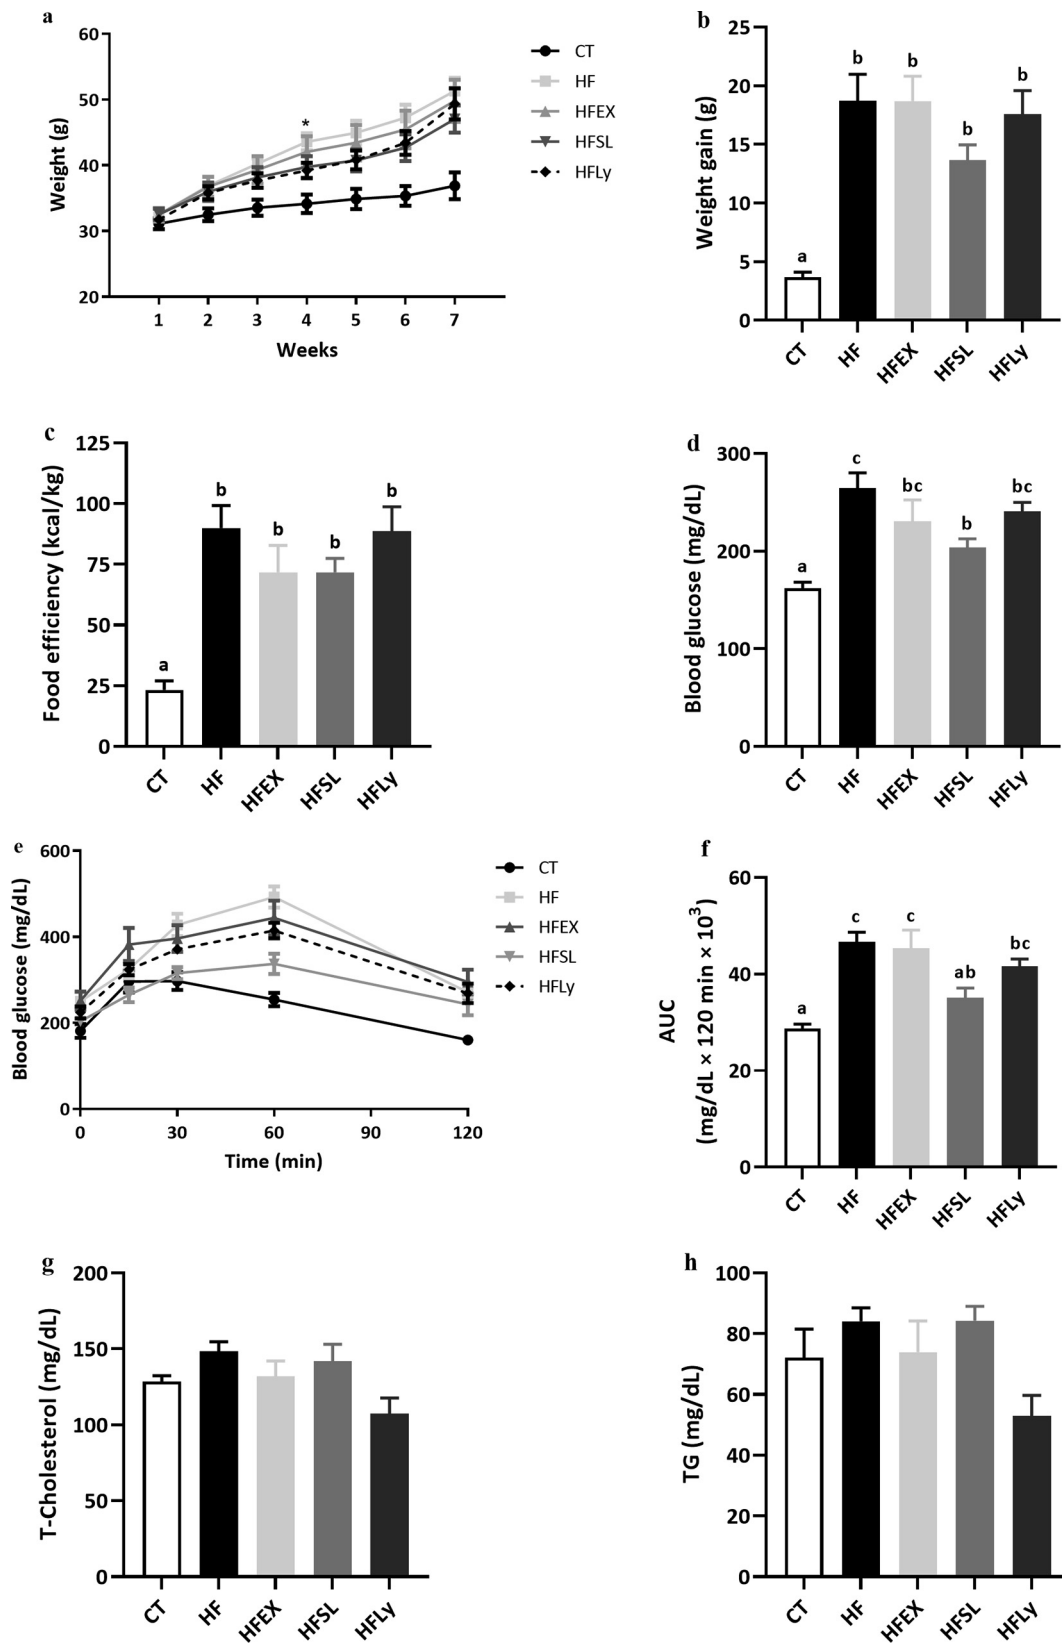 a
60
50
40
30
20
Weight (g)
*
1 2 3 4 5 6 7
Weeks
CT
HF
HFEX
HFSL
HFLy
b
25
20
15
10
5
0
Weight gain (g)
a b b b b
CT HF HFEX HFSL HFLy
c
125
100
75
50
25
0
Food efficiency (kcal/kg)
a b b b b
CT HF HFEX HFSL HFLy
d
300
200
100
0
Blood glucose (mg/dL)
a c bc b bc
CT HF HFEX HFSL HFLy
e
600
400
200
0
Blood glucose (mg/dL)
0 30 60 90 120
Time (min)
CT
HF
HFEX
HFSL
HFLy
f
60
40
20
0
AUC
(mg/dL × 120 min × 10³)
a c c ab bc
CT HF HFEX HFSL HFLy
g
200
150
100
50
0
T-Cholesterol (mg/dL)
CT HF HFEX HFSL HFLy
h
100
80
60
40
20
0
TG (mg/dL)
CT HF HFEX HFSL HFLy